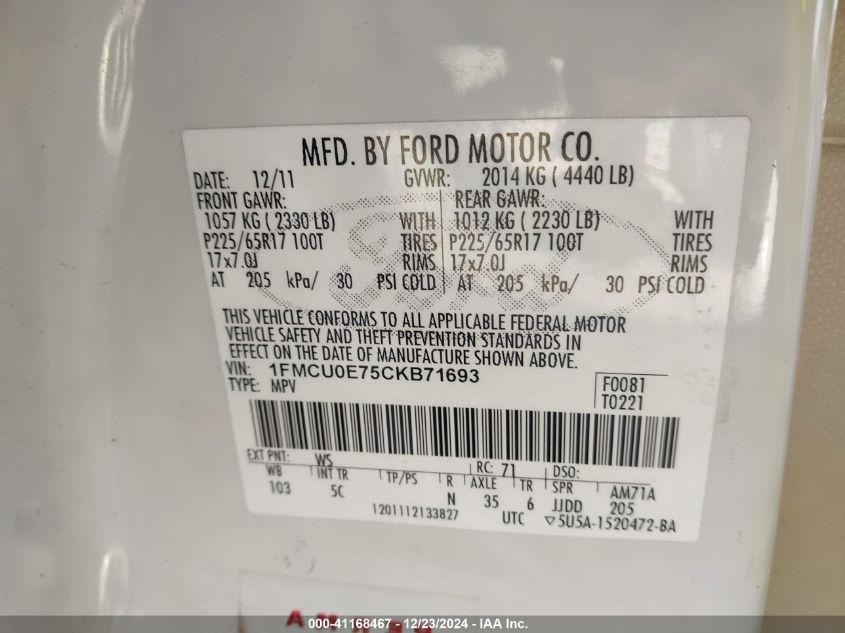 MFD. BY FORD MOTOR CO.
DATE: 12/11 GVWR: 2014 KG ( 4440 LB)
FRONT GAWR: REAR GAWR:
1057 KG ( 2330 LB) WITH 1012 KG ( 2230 LB) WITH
P225/65R17 100T TIRES P225/65R17 100T TIRES
17x7.0J RIMS 17x7.0J RIMS
AT 205 kPa/ 30 PSI COLD AT 205 kPa/ 30 PSI COLD
Ford
THIS VEHICLE CONFORMS TO ALL APPLICABLE FEDERAL MOTOR
VEHICLE SAFETY AND THEFT PREVENTION STANDARDS IN
EFFECT ON THE DATE OF MANUFACTURE SHOWN ABOVE.
VIN: 1FMCU0E75CKB71693
TYPE: MPV
F0081
T0221
EXT PNT: WS RC: 71 DSO:
WB INT TR TP/PS R AXLE TR SPR AM71A
103 5C N 35 6 JJDD 205
1201112133827 UTC ▽5U5A-1520472-BA
000-41168467 - 12/23/2024 - IAA Inc.